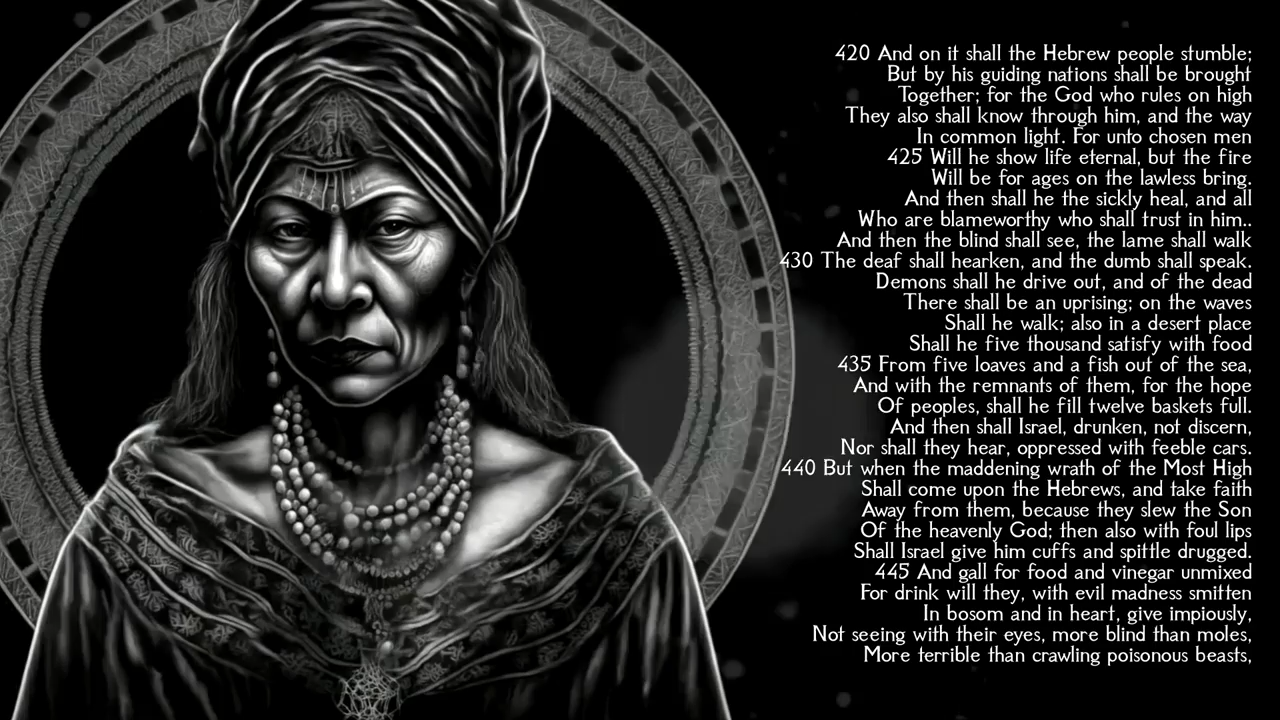 420 And on it shall the Hebrew people stumble;
But by his guiding nations shall be brought
Together; for the God who rules on high
They also shall know through him, and the way
In common light. For unto chosen men
425 Will he show life eternal, but the fire
Will be for ages on the lawless bring.
And then shall he the sickly heal, and all
Who are blameworthy who shall trust in him..
And then the blind shall see, the lame shall walk
430 The deaf shall hearken, and the dumb shall speak.
Demons shall he drive out, and of the dead
There shall be an uprising; on the waves
Shall he walk; also in a desert place
Shall he five thousand satisfy with food
435 From five loaves and a fish out of the sea,
And with the remnants of them, for the hope
Of peoples, shall he fill twelve baskets full.
And then shall Israel, drunken, not discern,
Nor shall they hear, oppressed with feeble cars.
440 But when the maddening wrath of the Most High
Shall come upon the Hebrews, and take faith
Away from them, because they slew the Son
Of the heavenly God; then also with foul lips
Shall Israel give him cuffs and spittle drugged.
445 And gall for food and vinegar unmixed
For drink will they, with evil madness smitten
In bosom and in heart, give impiously,
Not seeing with their eyes, more blind than moles,
More terrible than crawling poisonous beasts,